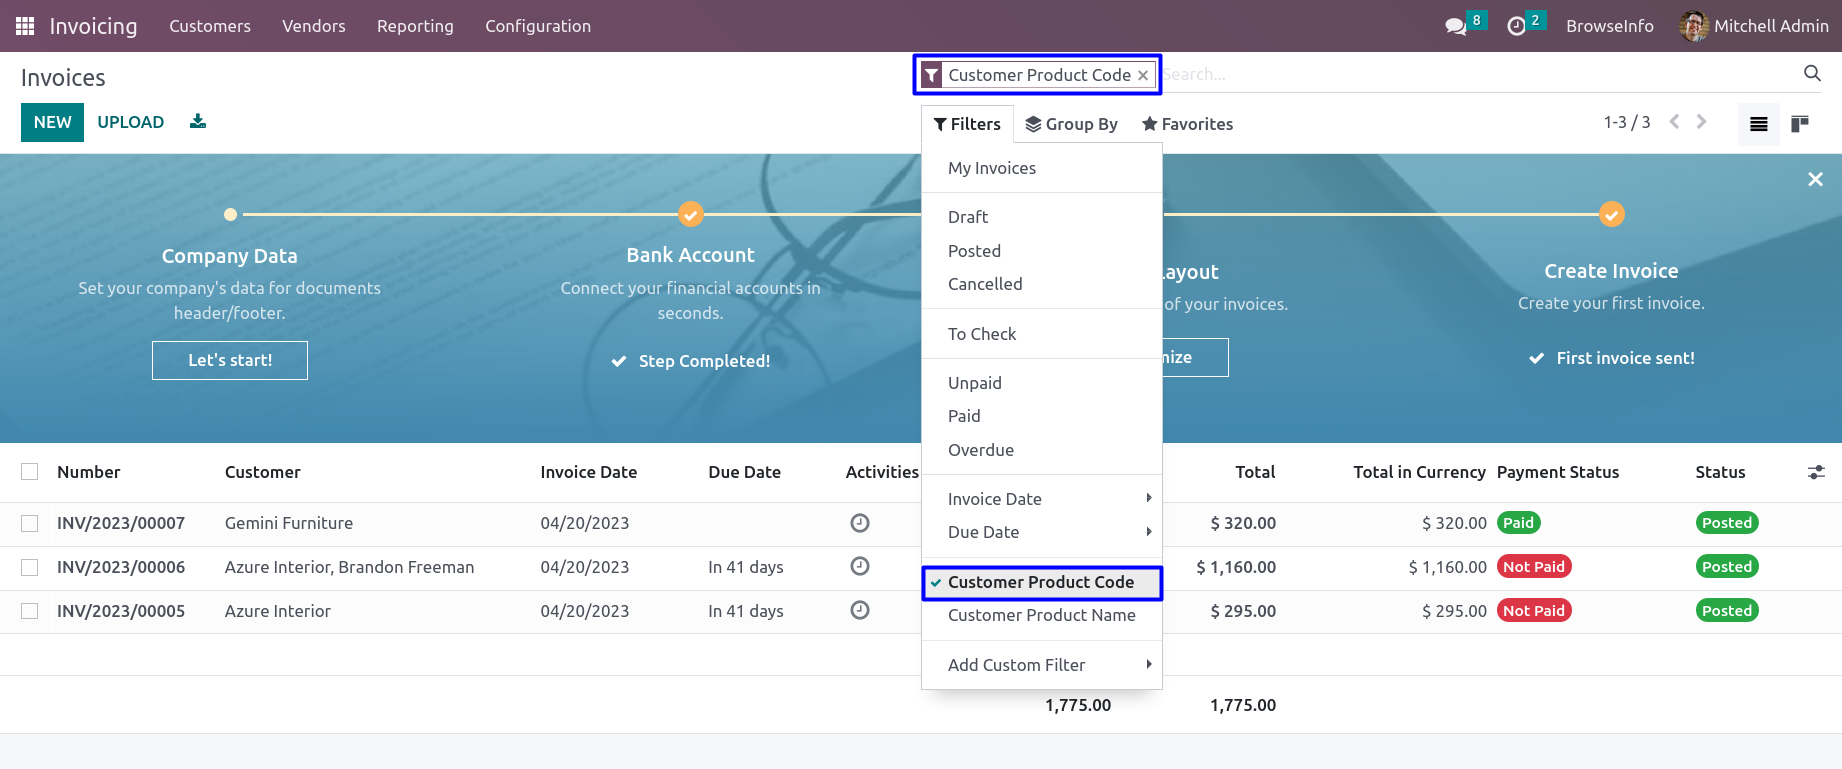 Invoicing Customers Vendors Reporting Configuration 8 2 BrowseInfo Mitchell Admin
Invoices
Customer Product Code × Search...
NEW UPLOAD
Filters Group By Favorites
1-3 / 3
My Invoices
Draft
Posted
Cancelled
To Check
Unpaid
Paid
Overdue
Invoice Date
Due Date
Customer Product Code
Customer Product Name
Add Custom Filter
Company Data
Set your company's data for documents
header/footer.
Let's start!
Bank Account
Connect your financial accounts in
seconds.
Step Completed!
Layout
of your invoices.
nize
Create Invoice
Create your first invoice.
First invoice sent!
Number Customer Invoice Date Due Date Activities Total Total in Currency Payment Status Status
INV/2023/00007 Gemini Furniture 04/20/2023 $ 320.00 $ 320.00 Paid Posted
INV/2023/00006 Azure Interior, Brandon Freeman 04/20/2023 In 41 days $ 1,160.00 $ 1,160.00 Not Paid Posted
INV/2023/00005 Azure Interior 04/20/2023 In 41 days $ 295.00 $ 295.00 Not Paid Posted
1,775.00 1,775.00